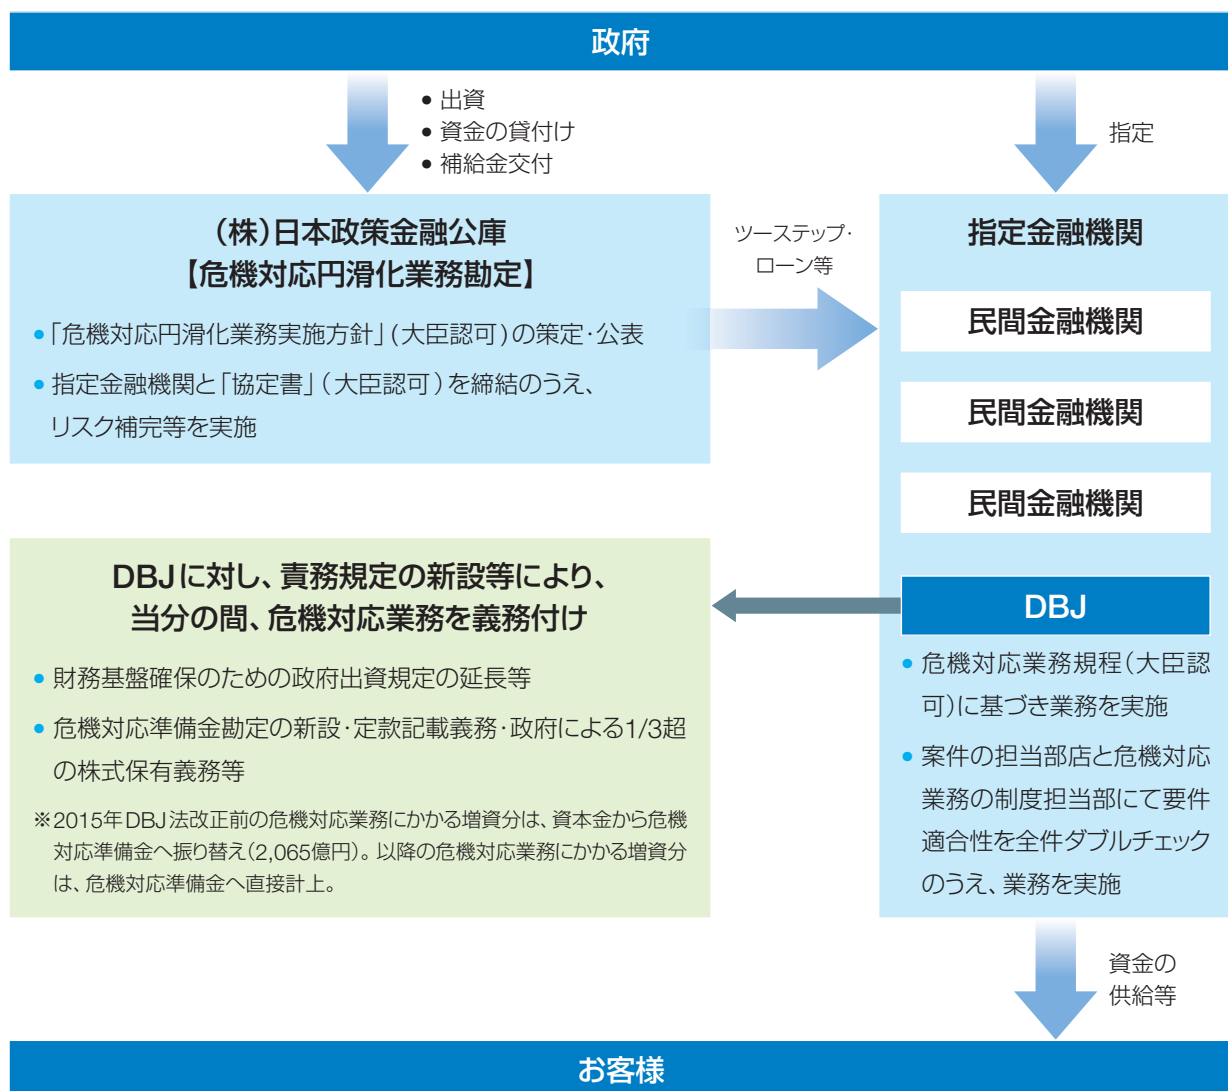 政府
● 出資
● 資金の貸付け
● 補給金交付
指定
(株)日本政策金融公庫
【危機対応円滑化業務勘定】
●「危機対応円滑化業務実施方針」(大臣認可)の策定・公表
● 指定金融機関と「協定書」(大臣認可)を締結のうえ、
リスク補完等を実施
ツーステップ・
ローン等
指定金融機関
民間金融機関
民間金融機関
民間金融機関
DBJ
● 危機対応業務規程(大臣認
可)に基づき業務を実施
● 案件の担当部店と危機対応
業務の制度担当部にて要件
適合性を全件ダブルチェック
のうえ、業務を実施
DBJに対し、責務規定の新設等により、
当分の間、危機対応業務を義務付け
● 財務基盤確保のための政府出資規定の延長等
● 危機対応準備金勘定の新設・定款記載義務・政府による1/3超
の株式保有義務等
※2015年DBJ法改正前の危機対応業務にかかる増資分は、資本金から危機
対応準備金へ振り替え(2,065億円)。以降の危機対応業務にかかる増資分
は、危機対応準備金へ直接計上。
資金の
供給等
お客様